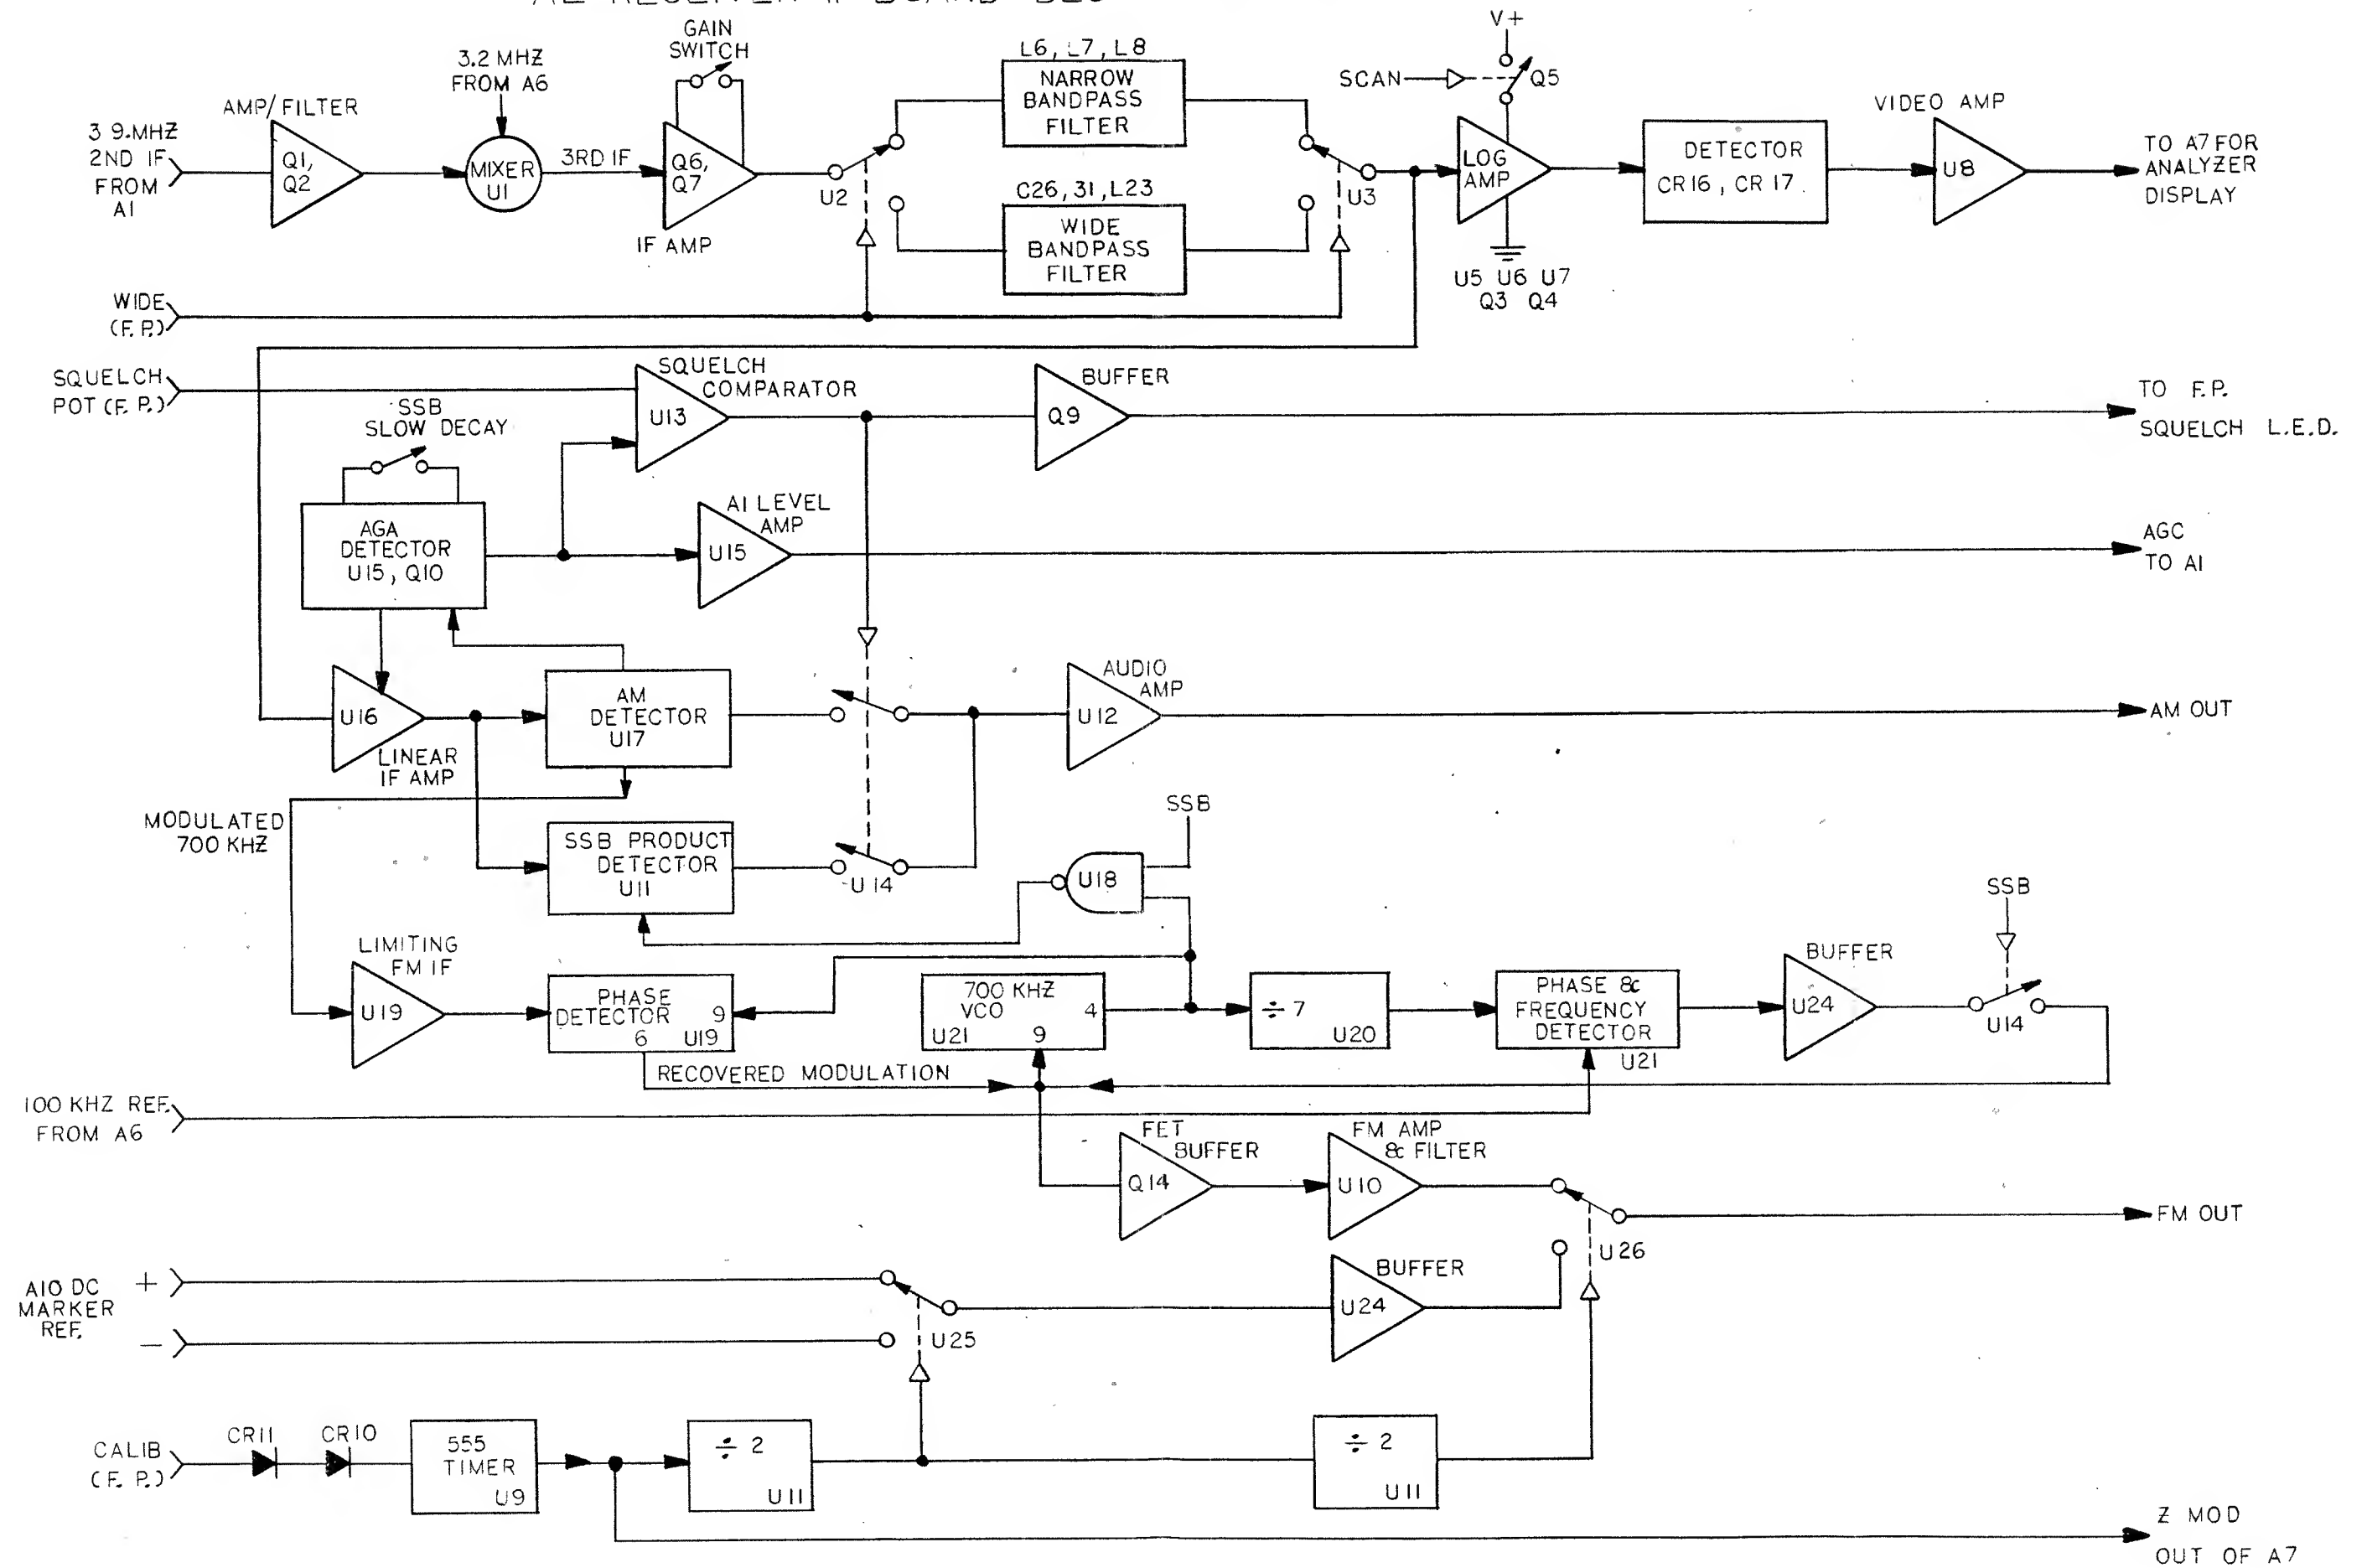 GAIN
SWITCH
V+
3.2 MHZ
FROM A6
L6, L7, L8
NARROW
BANDPASS
FILTER
SCAN
Q5
AMP/FILTER
VIDEO AMP
3 9.MHZ
2ND IF
FROM
A1
Q1,
Q2
MIXER
U1
3RD IF
Q6,
Q7
IF AMP
U2
C26, 31, L23
WIDE
BANDPASS
FILTER
U3
LOG
AMP
U5 U6 U7
Q3 Q4
DETECTOR
CR16, CR17.
U8
TO A7 FOR
ANALYZER
DISPLAY
WIDE
(F. P.)
SQUELCH
POT (F. P.)
SQUELCH
COMPARATOR
U13
BUFFER
Q9
TO F.P.
SQUELCH L.E.D.
SSB
SLOW DECAY
AGA
DETECTOR
U15, Q10
A1 LEVEL
AMP
U15
AGC
TO A1
U16
LINEAR
IF AMP
AM
DETECTOR
U17
AUDIO
AMP
U12
AM OUT
MODULATED
700 KHZ
SSB PRODUCT
DETECTOR
U11
U14
SSB
U18
SSB
LIMITING
FM IF
U19
PHASE
DETECTOR
9
6
U19
700 KHZ
VCO
4
U21
9
÷ 7
U20
PHASE &
FREQUENCY
DETECTOR
U21
BUFFER
U24
U14
RECOVERED MODULATION
100 KHZ REF.
FROM A6
FET
BUFFER
Q14
FM AMP
& FILTER
U10
U26
FM OUT
A10 DC
MARKER
REF.
+
—
U25
BUFFER
U24
CALIB
(F. P.)
CR11
CR10
555
TIMER
U9
÷ 2
U11
÷ 2
U11
Z MOD
OUT OF A7